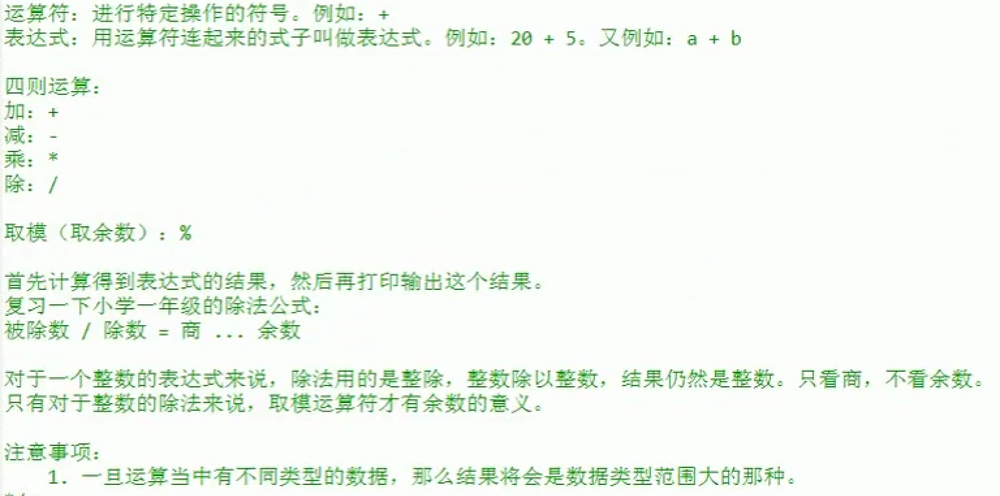 运算符：进行特定操作的符号。例如：+
表达式：用运算符连起来的式子叫做表达式。例如：20 + 5。又例如：a + b
四则运算：
加：+
减：-
乘：*
除：/
取模（取余数）：%
首先计算得到表达式的结果，然后再打印输出这个结果。
复习一下小学一年级的除法公式：
被除数 / 除数 = 商 ... 余数
对于一个整数的表达式来说，除法用的是整除，整数除以整数，结果仍然是整数。只看商，不看余数。
只有对于整数的除法来说，取模运算符才有余数的意义。
注意事项：
1. 一旦运算当中有不同类型的数据，那么结果将会是数据类型范围大的那种。